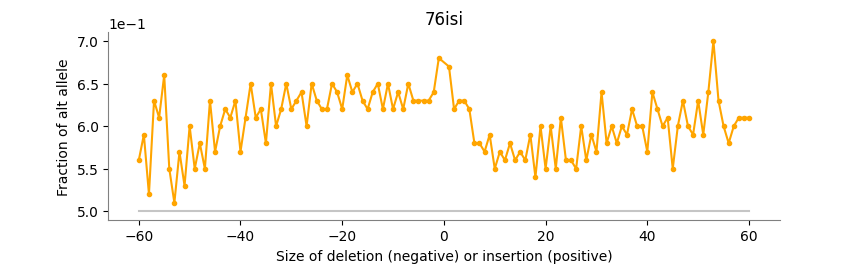 76isi
1e−1
7.0
6.5
6.0
5.5
5.0
Fraction of alt allele
−60 −40 −20 0 20 40 60
Size of deletion (negative) or insertion (positive)